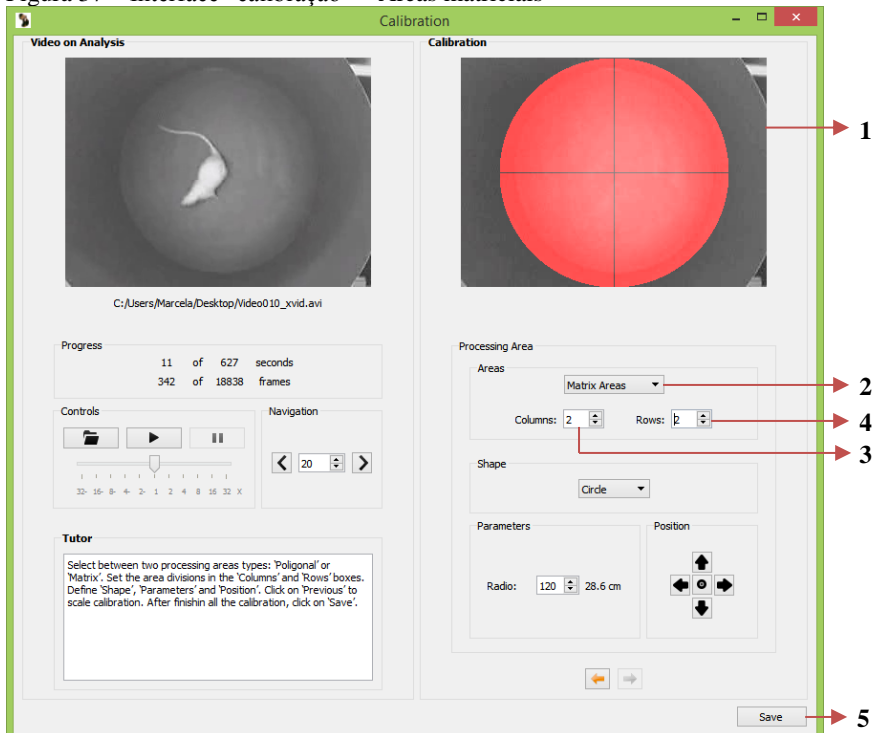 Figura Interface calibração Áreas matriciais
Calibration
Video on Analysis
C:/Users/Marcela/Desktop/Video010_xvid.avi
Progress
11 of 627 seconds
342 of 18838 frames
Controls
32- 16- 8- 4- 2- 1 2 4 8 16 32 X
Navigation
20
Tutor
Select between two processing areas types: 'Poligonal' or
'Matrix'. Set the area divisions in the 'Columns' and 'Rows' boxes.
Define 'Shape', 'Parameters' and 'Position'. Click on 'Previous' to
scale calibration. After finishin all the calibration, click on 'Save'.
Calibration
1
Processing Area
Areas
Matrix Areas
2
Columns: 2 Rows: 2
4
3
Shape
Circle
Parameters
Radio: 120 28.6 cm
Position
Save
5